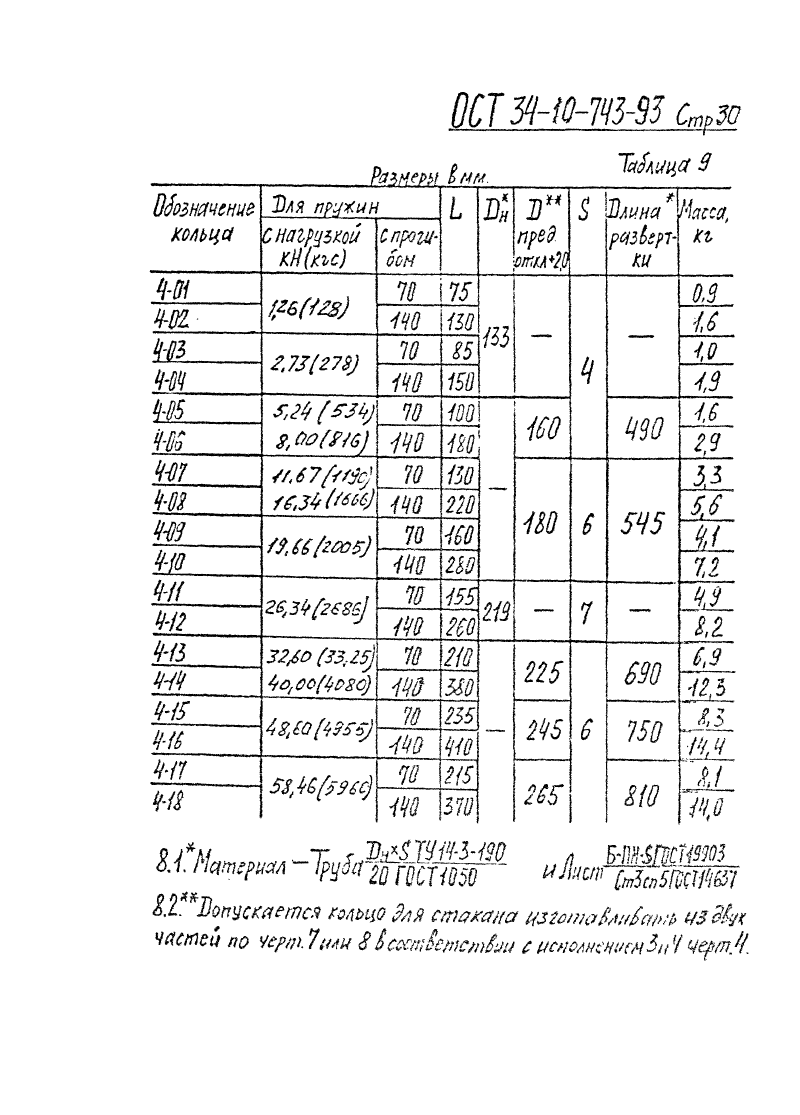 ОСТ 34-10-743-93 Стр 30
Таблица 9
Размеры в мм.
Обозначение кольца Для пружин L Dн* D** пред. откл ±2,0 S Длина* развертки Масса, кг
с нагрузкой КН(кгс) с прогибом
4-01 1,26(128) 70 75 133 — 4 — 0,9
4-02 140 130 1,6
4-03 2,73(278) 70 85 1,0
4-04 140 150 1,9
4-05 5,24 (534) 70 100 — 160 490 1,6
4-06 8,00(816) 140 180 2,9
4-07 11,67(1190) 70 130 180 6 545 3,3
4-08 16,34(1666) 140 220 5,6
4-09 19,66(2005) 70 160 4,1
4-10 140 280 7,2
4-11 26,34(2686) 70 155 219 — 7 — 4,9
4-12 140 260 8,2
4-13 32,60 (33,25) 70 210 — 225 6 690 6,9
4-14 40,00(4080) 140 380 12,3
4-15 48,60(4955) 70 235 245 750 8,3
4-16 140 410 14,4
4-17 58,46(5966) 70 215 265 810 8,1
4-18 140 370 14,0
8.1.* Материал — Труба Dн×S ТУ14-3-190 / 20 ГОСТ1050 и Лист Б-ПН-S ГОСТ19903 / Ст3сп5 ГОСТ14637
8.2.** Допускается кольцо для стакана изготавливать из двух
частей по черт. 7 или 8 в соответствии с исполнением 3 и 4 черт. 4.